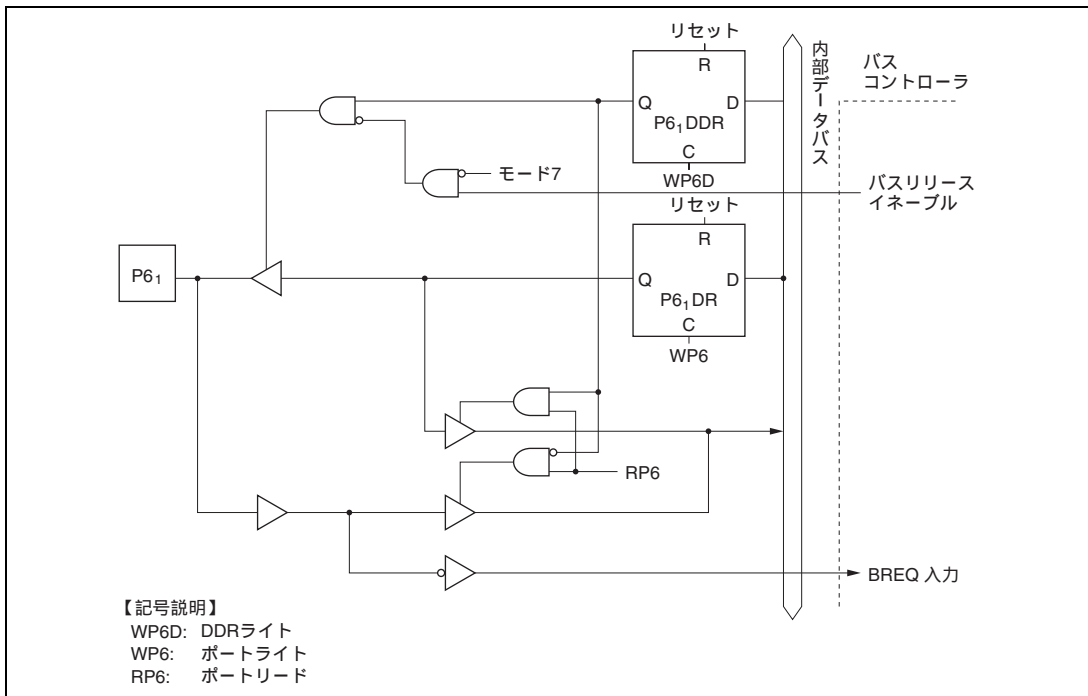 リセット
R
Q
D
P6₁DDR
C
WP6D
内部データバス
バス
コントローラ
モード7
バスリリース
イネーブル
リセット
R
P6₁
Q
D
P6₁DR
C
WP6
RP6
BREQ 入力
【記号説明】
WP6D: DDRライト
WP6: ポートライト
RP6: ポートリード